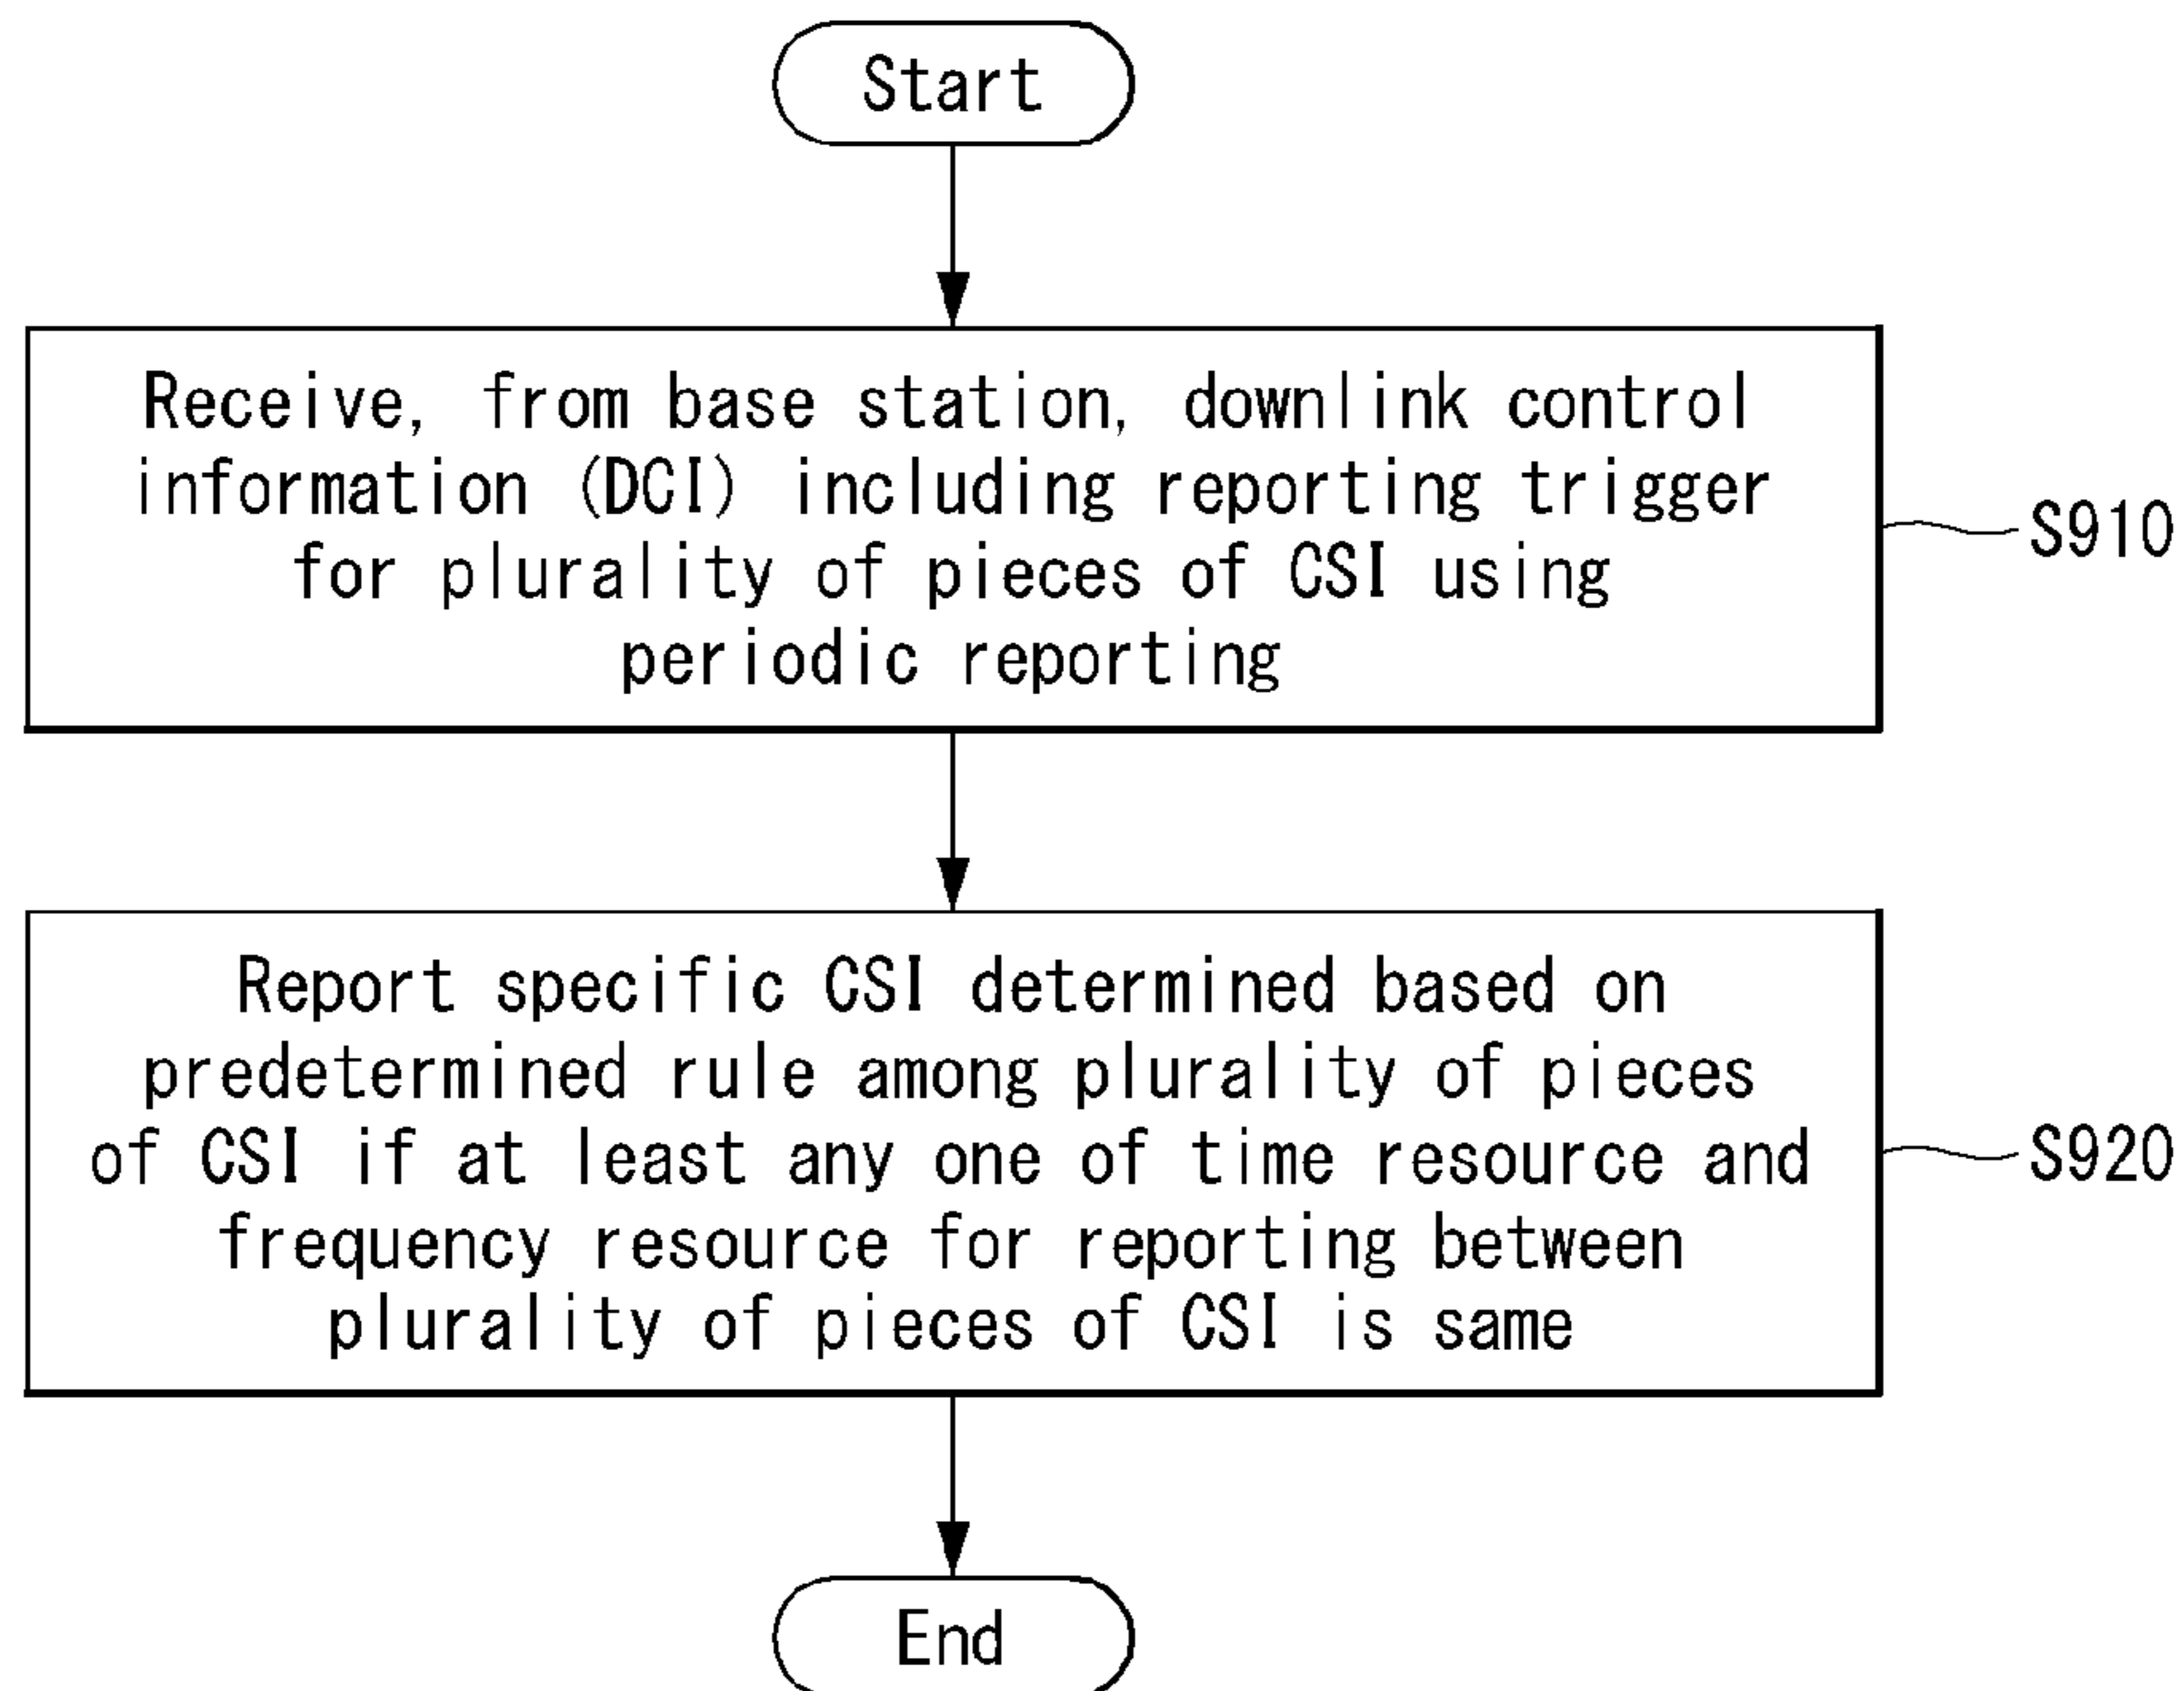 Start
Receive, from base station, downlink control
information (DCI) including reporting trigger
for plurality of pieces of CSI using
periodic reporting
S910
Report specific CSI determined based on
predetermined rule among plurality of pieces
of CSI if at least any one of time resource and
frequency resource for reporting between
plurality of pieces of CSI is same
S920
End